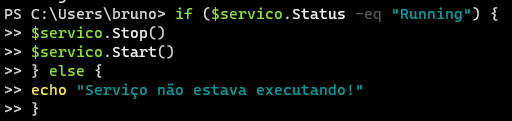 PS C:\Users\bruno> if ($servico.Status -eq "Running") {
>> $servico.Stop()
>> $servico.Start()
>> } else {
>> echo "Serviço não estava executando!"
>> }